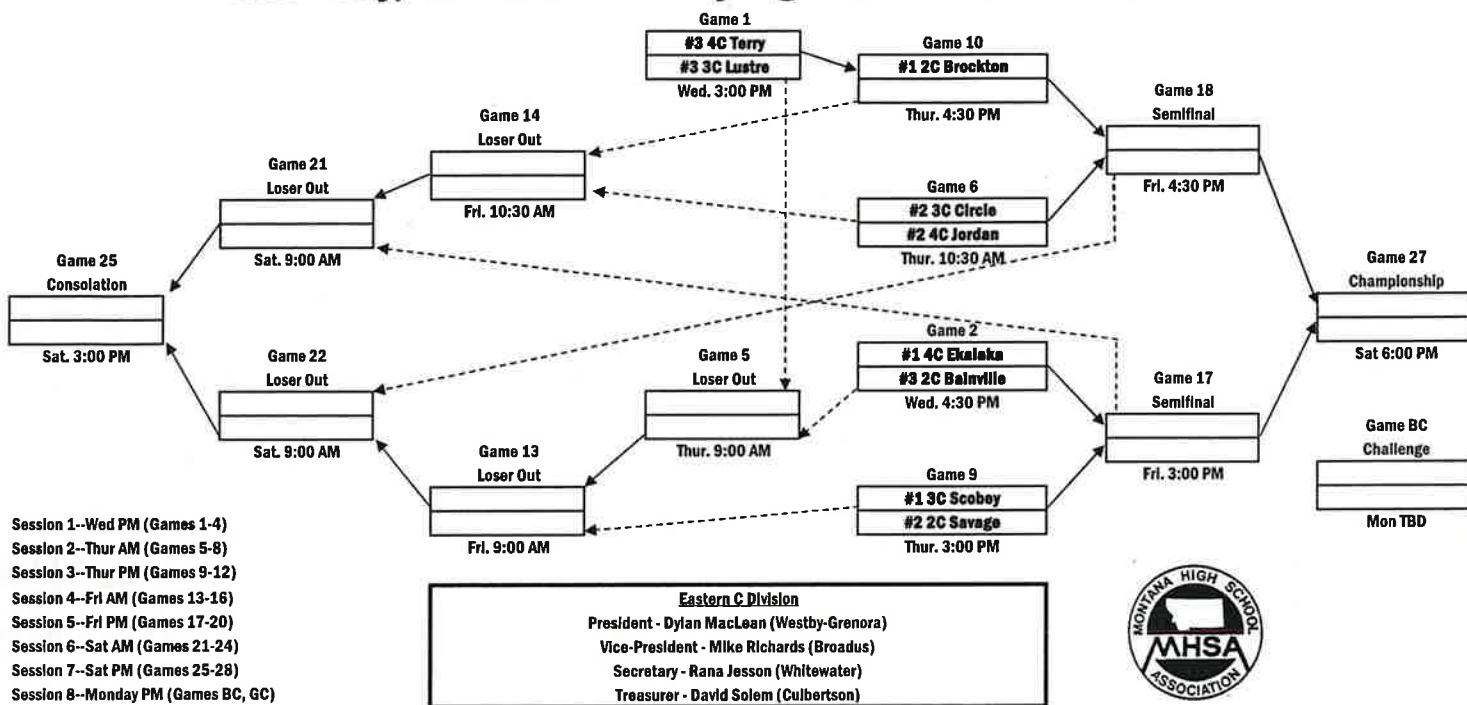 Game 1
#3 4C Terry
#3 3C Lustre
Wed. 3:00 PM
Game 10
#1 2C Brockton
Thur. 4:30 PM
Game 18
Semifinal
Fri. 4:30 PM
Game 14
Loser Out
Fri. 10:30 AM
Game 21
Loser Out
Sat. 9:00 AM
Game 6
#2 3C Circle
#2 4C Jordan
Thur. 10:30 AM
Game 25
Consolation
Sat. 3:00 PM
Game 27
Championship
Sat 6:00 PM
Game 22
Loser Out
Sat. 9:00 AM
Game 5
Loser Out
Thur. 9:00 AM
Game 2
#1 4C Ekalaka
#3 2C Bainville
Wed. 4:30 PM
Game 17
Semifinal
Fri. 3:00 PM
Game 13
Loser Out
Fri. 9:00 AM
Game 9
#1 3C Scobey
#2 2C Savage
Thur. 3:00 PM
Game BC
Challenge
Mon TBD
Session 1--Wed PM (Games 1-4)
Session 2--Thur AM (Games 5-8)
Session 3--Thur PM (Games 9-12)
Session 4--Fri AM (Games 13-16)
Session 5--Fri PM (Games 17-20)
Session 6--Sat AM (Games 21-24)
Session 7--Sat PM (Games 25-28)
Session 8--Monday PM (Games BC, GC)
Eastern C Division
President - Dylan MacLean (Westby-Grenora)
Vice-President - Mike Richards (Broadus)
Secretary - Rana Jesson (Whitewater)
Treasurer - David Solem (Culbertson)
MONTANA HIGH SCHOOL
MHSA
ASSOCIATION